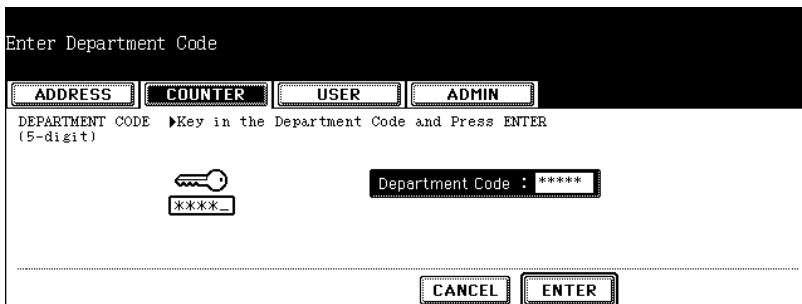 Enter Department Code
ADDRESS COUNTER USER ADMIN
DEPARTMENT CODE ▶Key in the Department Code and Press ENTER
(5-digit)
****_
Department Code : *****
CANCEL ENTER